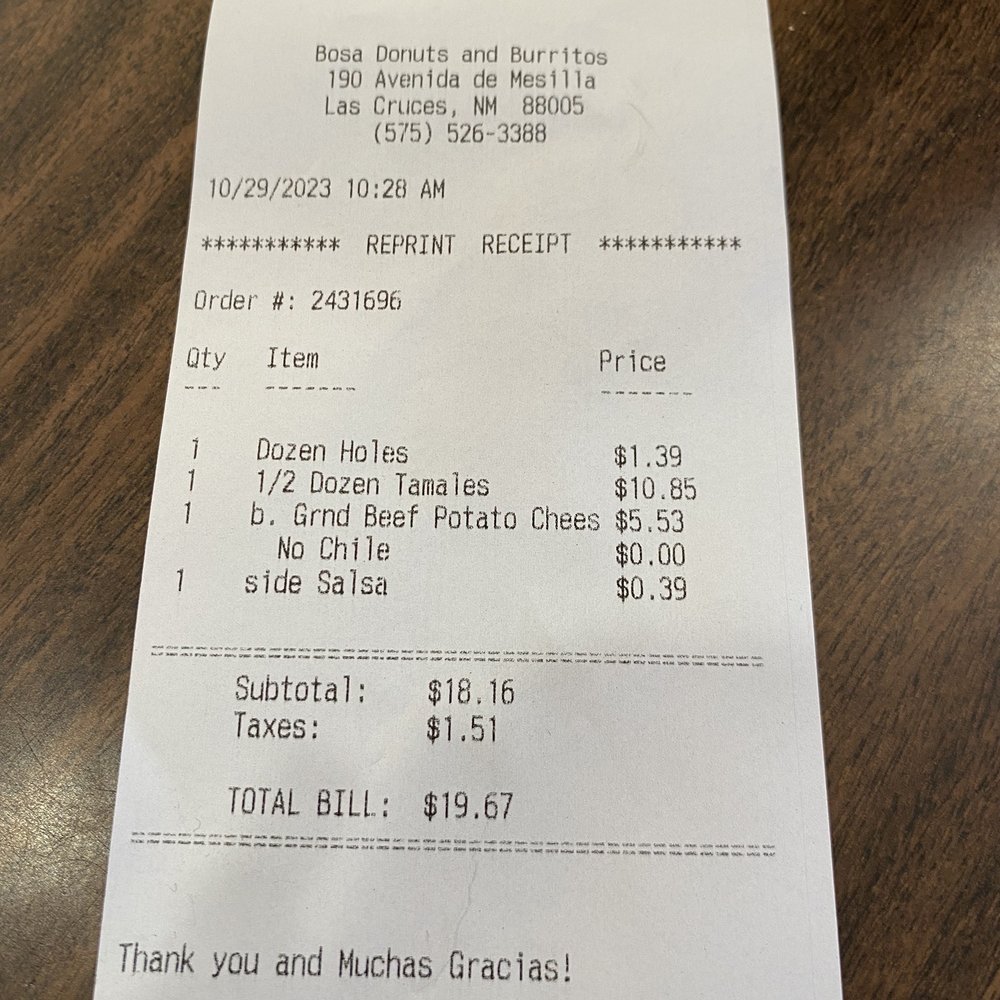 Bosa Donuts and Burritos
190 Avenida de Mesilla
Las Cruces, NM 88005
(575) 526-3388
10/29/2023 10:28 AM
*********** REPRINT RECEIPT ***********
Order #: 2431696
Qty Item Price
1 Dozen Holes $1.39
1 1/2 Dozen Tamales $10.85
1 b. Grnd Beef Potato Chees $5.53
No Chile $0.00
1 side Salsa $0.39
Subtotal: $18.16
Taxes: $1.51
TOTAL BILL: $19.67
Thank you and Muchas Gracias!